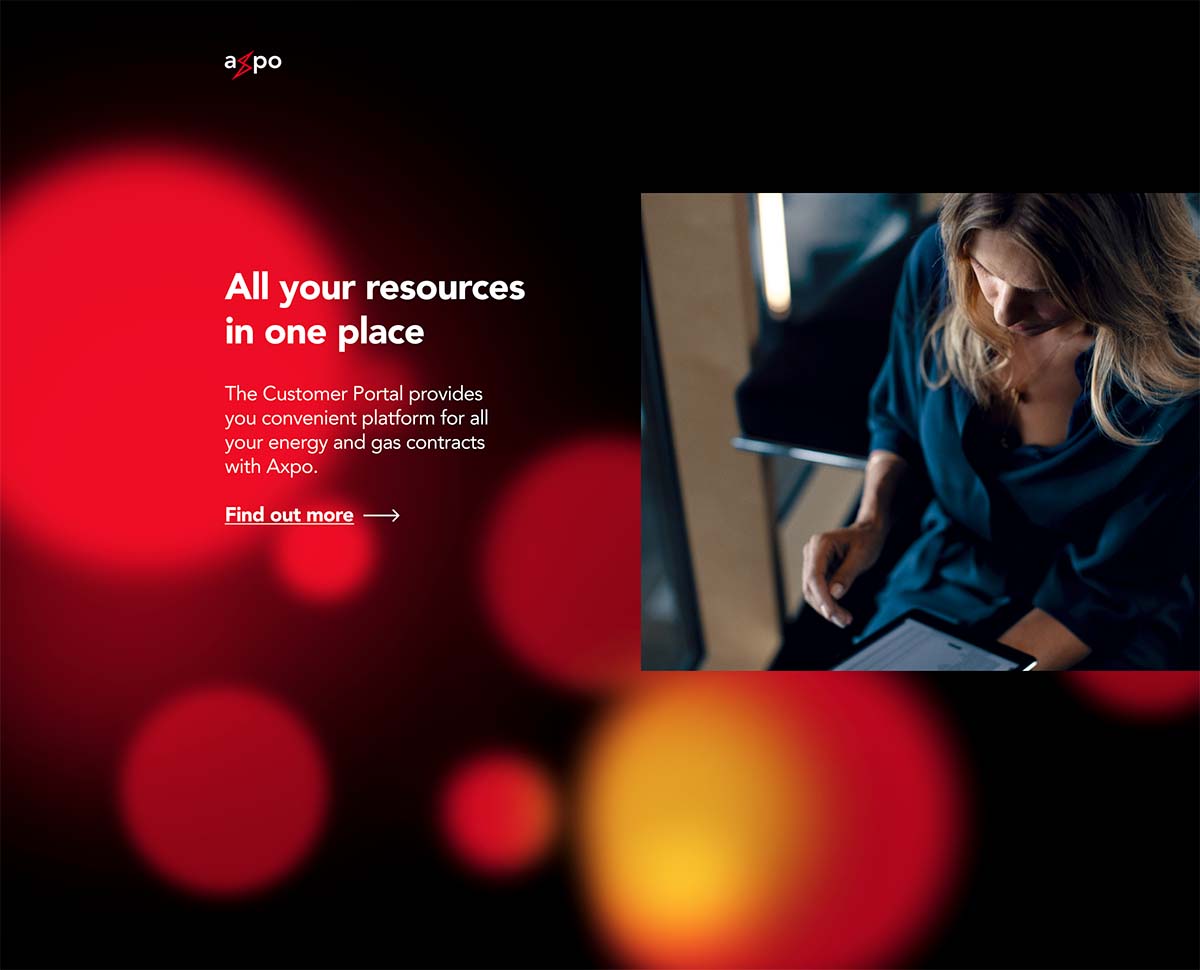 axpo
All your resources
in one place
The Customer Portal provides
you convenient platform for all
your energy and gas contracts
with Axpo.
Find out more